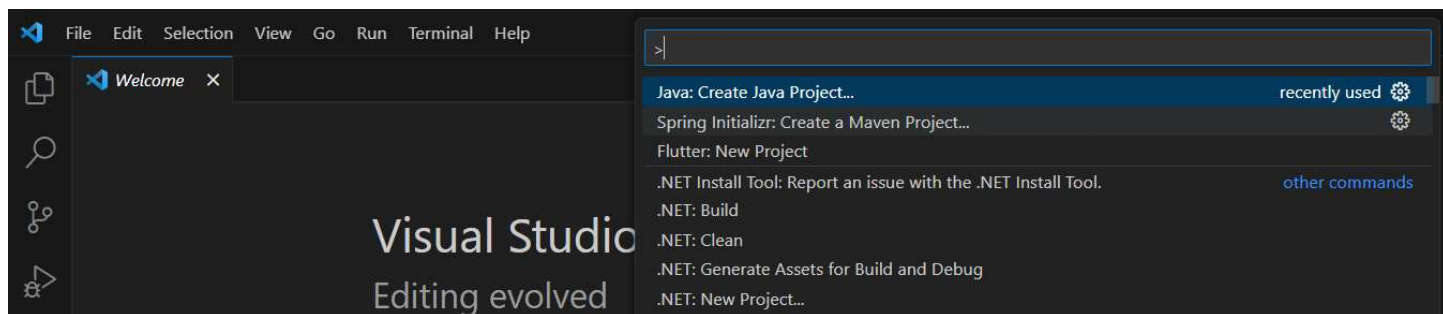 File Edit Selection View Go Run Terminal Help
Welcome
Visual Studio
Editing evolved
>
Java: Create Java Project... recently used
Spring Initializr: Create a Maven Project...
Flutter: New Project
.NET Install Tool: Report an issue with the .NET Install Tool. other commands
.NET: Build
.NET: Clean
.NET: Generate Assets for Build and Debug
.NET: New Project...